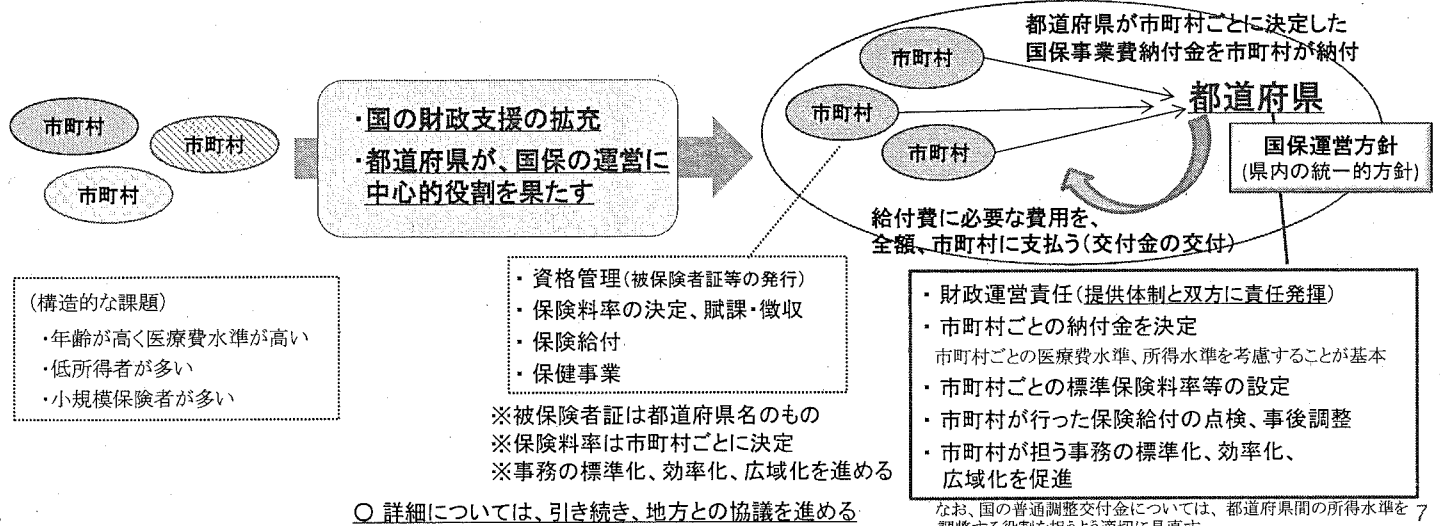 市町村
市町村
市町村
・国の財政支援の拡充
・都道府県が、国保の運営に
中心的役割を果たす
都道府県が市町村ごとに決定した
国保事業費納付金を市町村が納付
市町村
市町村
市町村
都道府県
国保運営方針
(県内の統一的方針)
給付費に必要な費用を、
全額、市町村に支払う(交付金の交付)
(構造的な課題)
・年齢が高く医療費水準が高い
・低所得者が多い
・小規模保険者が多い
・資格管理(被保険者証等の発行)
・保険料率の決定、賦課・徴収
・保険給付
・保健事業
※被保険者証は都道府県名のもの
※保険料率は市町村ごとに決定
※事務の標準化、効率化、広域化を進める
・財政運営責任(提供体制と双方に責任発揮)
・市町村ごとの納付金を決定
市町村ごとの医療費水準、所得水準を考慮することが基本
・市町村ごとの標準保険料率等の設定
・市町村が行った保険給付の点検、事後調整
・市町村が担う事務の標準化、効率化、
広域化を促進
○ 詳細については、引き続き、地方との協議を進める
なお、国の普通調整交付金については、都道府県間の所得水準を
調整する役割を担うよう適切に見直す
7